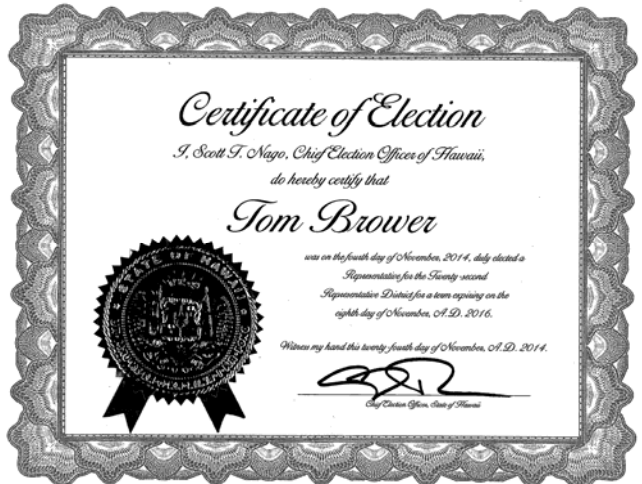 Certificate of Election
I, Scott T. Nago, Chief Election Officer of Hawaii,
do hereby certify that
Tom Brower
was on the fourth day of November, 2014, duly elected a
Representative for the Twenty-second
Representative District for a term expiring on the
eighth day of November, A.D. 2016.
Witness my hand this twenty-fourth day of November, A.D. 2014.
Chief Election Officer, State of Hawaii
STATE OF HAWAII